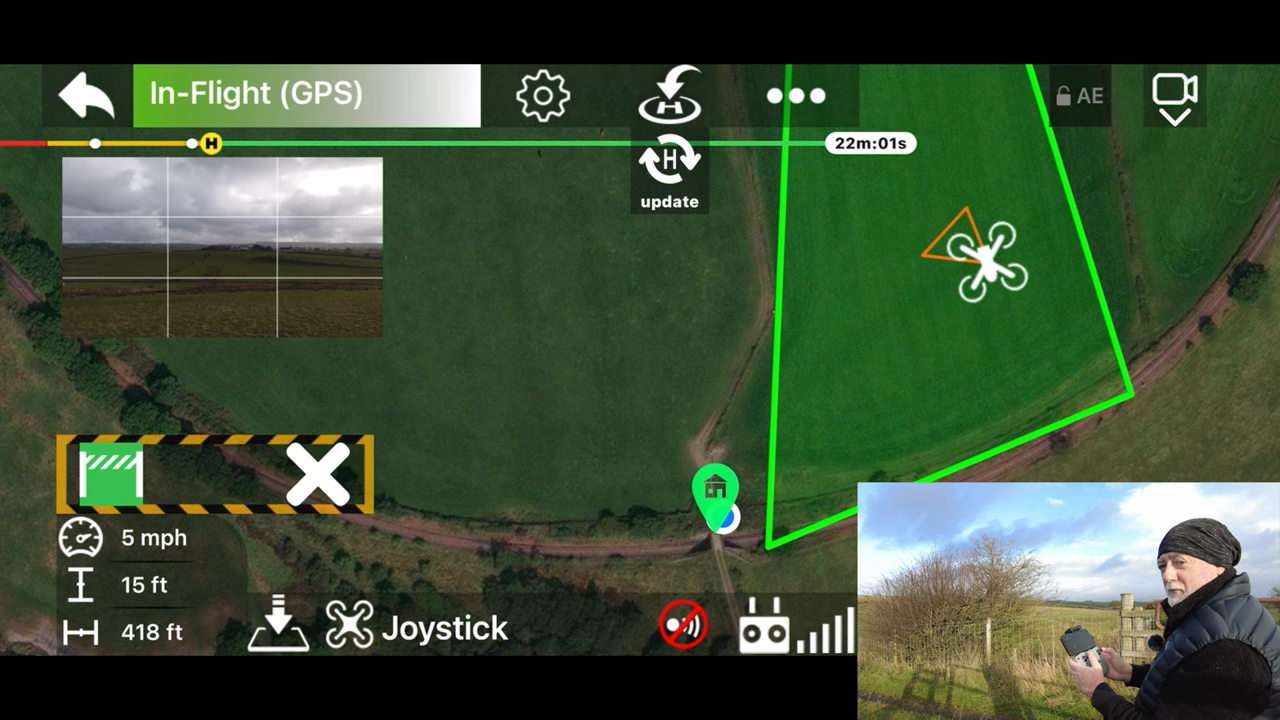 In-Flight (GPS)
AE
H
22m:01s
H
H
update
5 mph
15 ft
418 ft
Joystick